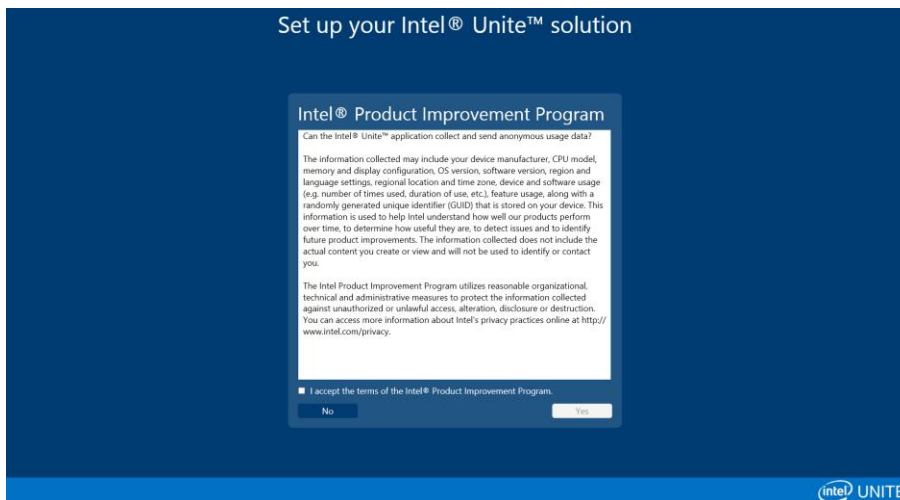 Set up your Intel® Unite™ solution
Intel® Product Improvement Program
Can the Intel® Unite™ application collect and send anonymous usage data?
The information collected may include your device manufacturer, CPU model,
memory and display configuration, OS version, software version, region and
language settings, regional location and time zone, device and software usage
(e.g. number of times used, duration of use, etc.), feature usage, along with a
randomly generated unique identifier (GUID) that is stored on your device. This
information is used to help Intel understand how well our products perform
over time, to determine how useful they are, to detect issues and to identify
future product improvements. The information collected does not include the
actual content you create or view and will not be used to identify or contact
you.
The Intel Product Improvement Program utilizes reasonable organizational,
technical and administrative measures to protect the information collected
against unauthorized or unlawful access, alteration, disclosure or destruction.
You can access more information about Intel's privacy practices online at http://
www.intel.com/privacy.
I accept the terms of the Intel® Product Improvement Program.
No
Yes
intel UNITE